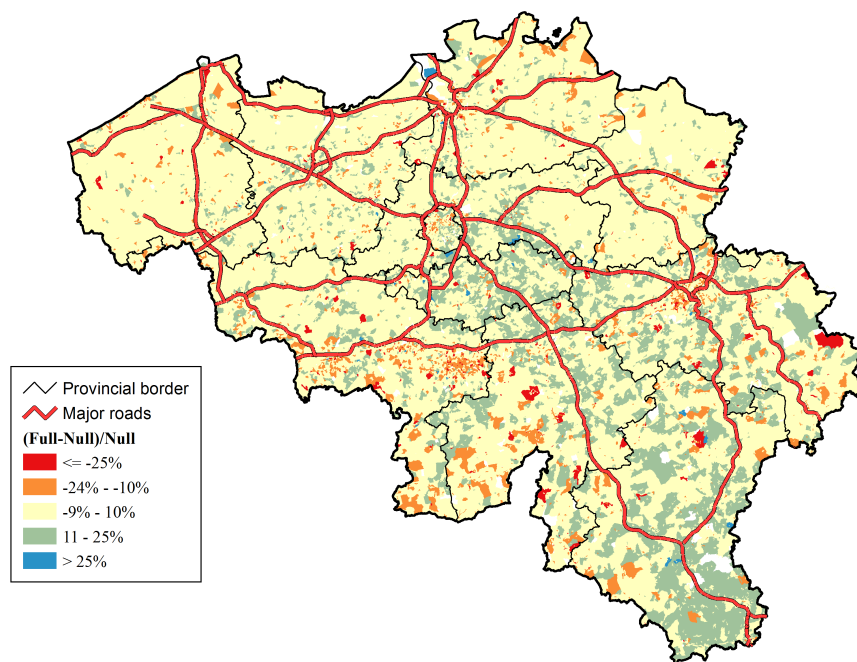 Provincial border
Major roads
(Full-Null)/Null
<= -25%
-24% - -10%
-9% - 10%
11 - 25%
> 25%